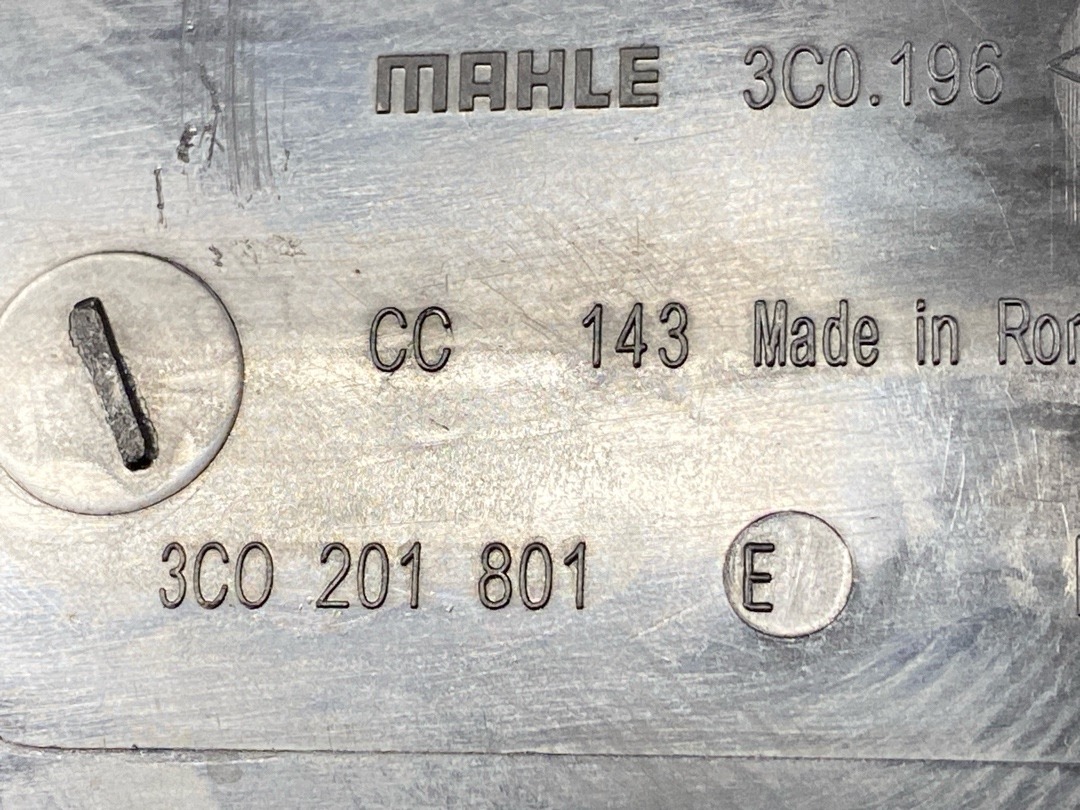 MAHLE 3C0.196
CC 143 Made in
3C0 201 801 E